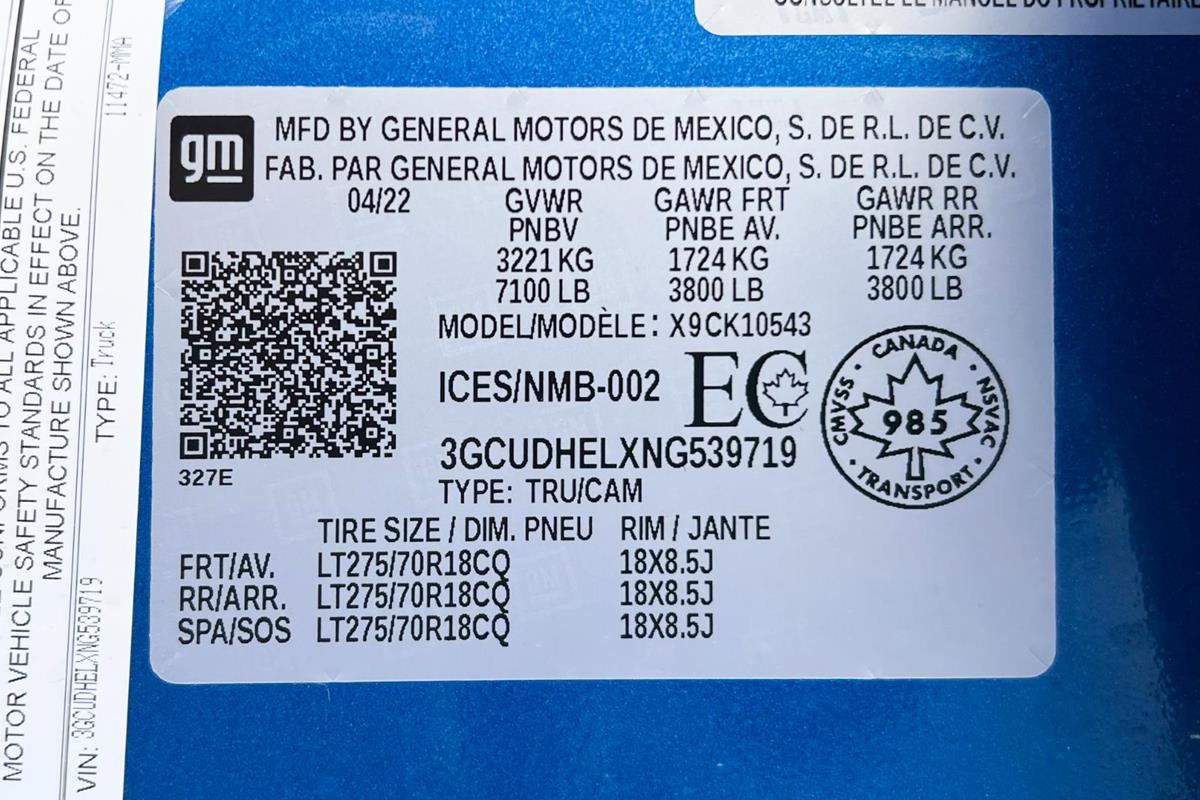 CONSULTEZ LE MANUEL DU PROPRIÉTAIRE
gm
MFD BY GENERAL MOTORS DE MEXICO, S. DE R.L. DE C.V.
FAB. PAR GENERAL MOTORS DE MEXICO, S. DE R.L. DE C.V.
04/22 GVWR GAWR FRT GAWR RR
PNBV PNBE AV. PNBE ARR.
3221 KG 1724 KG 1724 KG
7100 LB 3800 LB 3800 LB
MODEL/MODÈLE: X9CK10543
ICES/NMB-002 EC
CANADA
CMVSS 985 NSVAC
TRANSPORT
3GCUDHELXNG539719
327E
TYPE: TRU/CAM
TIRE SIZE / DIM. PNEU RIM / JANTE
FRT/AV. LT275/70R18CQ 18X8.5J
RR/ARR. LT275/70R18CQ 18X8.5J
SPA/SOS LT275/70R18CQ 18X8.5J
CONFORMS TO ALL APPLICABLE U.S. FEDERAL
MOTOR VEHICLE SAFETY STANDARDS IN EFFECT ON THE DATE OF
MANUFACTURE SHOWN ABOVE.
VIN: 3GCUDHELXNG539719 TYPE: Truck 11472-MMA